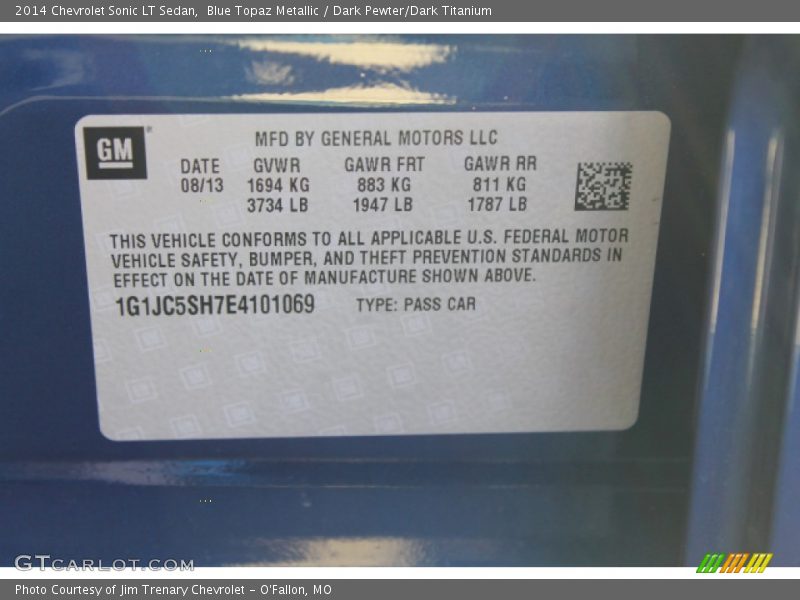 2014 Chevrolet Sonic LT Sedan,  Blue Topaz Metallic / Dark Pewter/Dark Titanium
GM
MFD BY GENERAL MOTORS LLC
DATE GVWR GAWR FRT GAWR RR
08/13 1694 KG 883 KG 811 KG
3734 LB 1947 LB 1787 LB
THIS VEHICLE CONFORMS TO ALL APPLICABLE U.S. FEDERAL MOTOR
VEHICLE SAFETY, BUMPER, AND THEFT PREVENTION STANDARDS IN
EFFECT ON THE DATE OF MANUFACTURE SHOWN ABOVE.
1G1JC5SH7E4101069 TYPE: PASS CAR
GTCARLOT.COM
Photo Courtesy of Jim Trenary Chevrolet - O'Fallon, MO